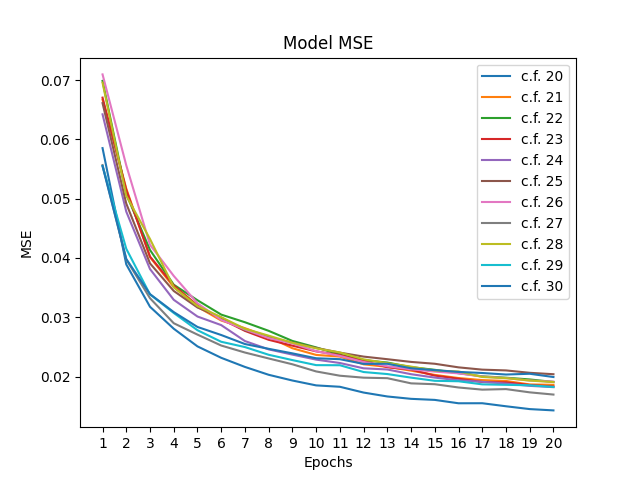 Model MSE
0.07
0.06
0.05
0.04
0.03
0.02
MSE
c.f. 20
c.f. 21
c.f. 22
c.f. 23
c.f. 24
c.f. 25
c.f. 26
c.f. 27
c.f. 28
c.f. 29
c.f. 30
1 2 3 4 5 6 7 8 9 10 11 12 13 14 15 16 17 18 19 20
Epochs